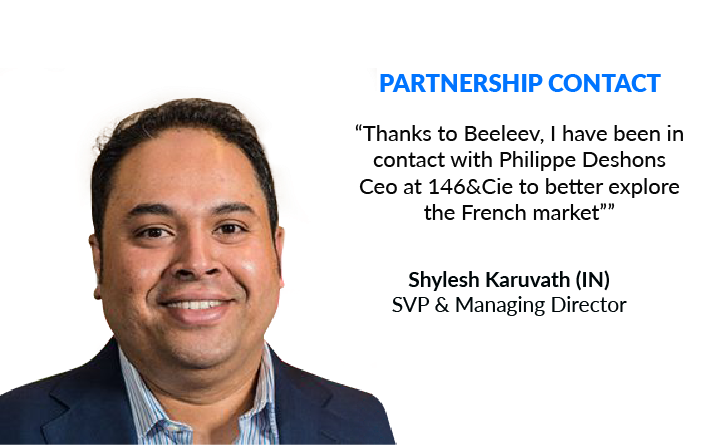 PARTNERSHIP CONTACT
“Thanks to Beeleev, I have been in
contact with Philippe Deshons
Ceo at 146&Cie to better explore
the French market””
Shylesh Karuvath (IN)
SVP & Managing Director